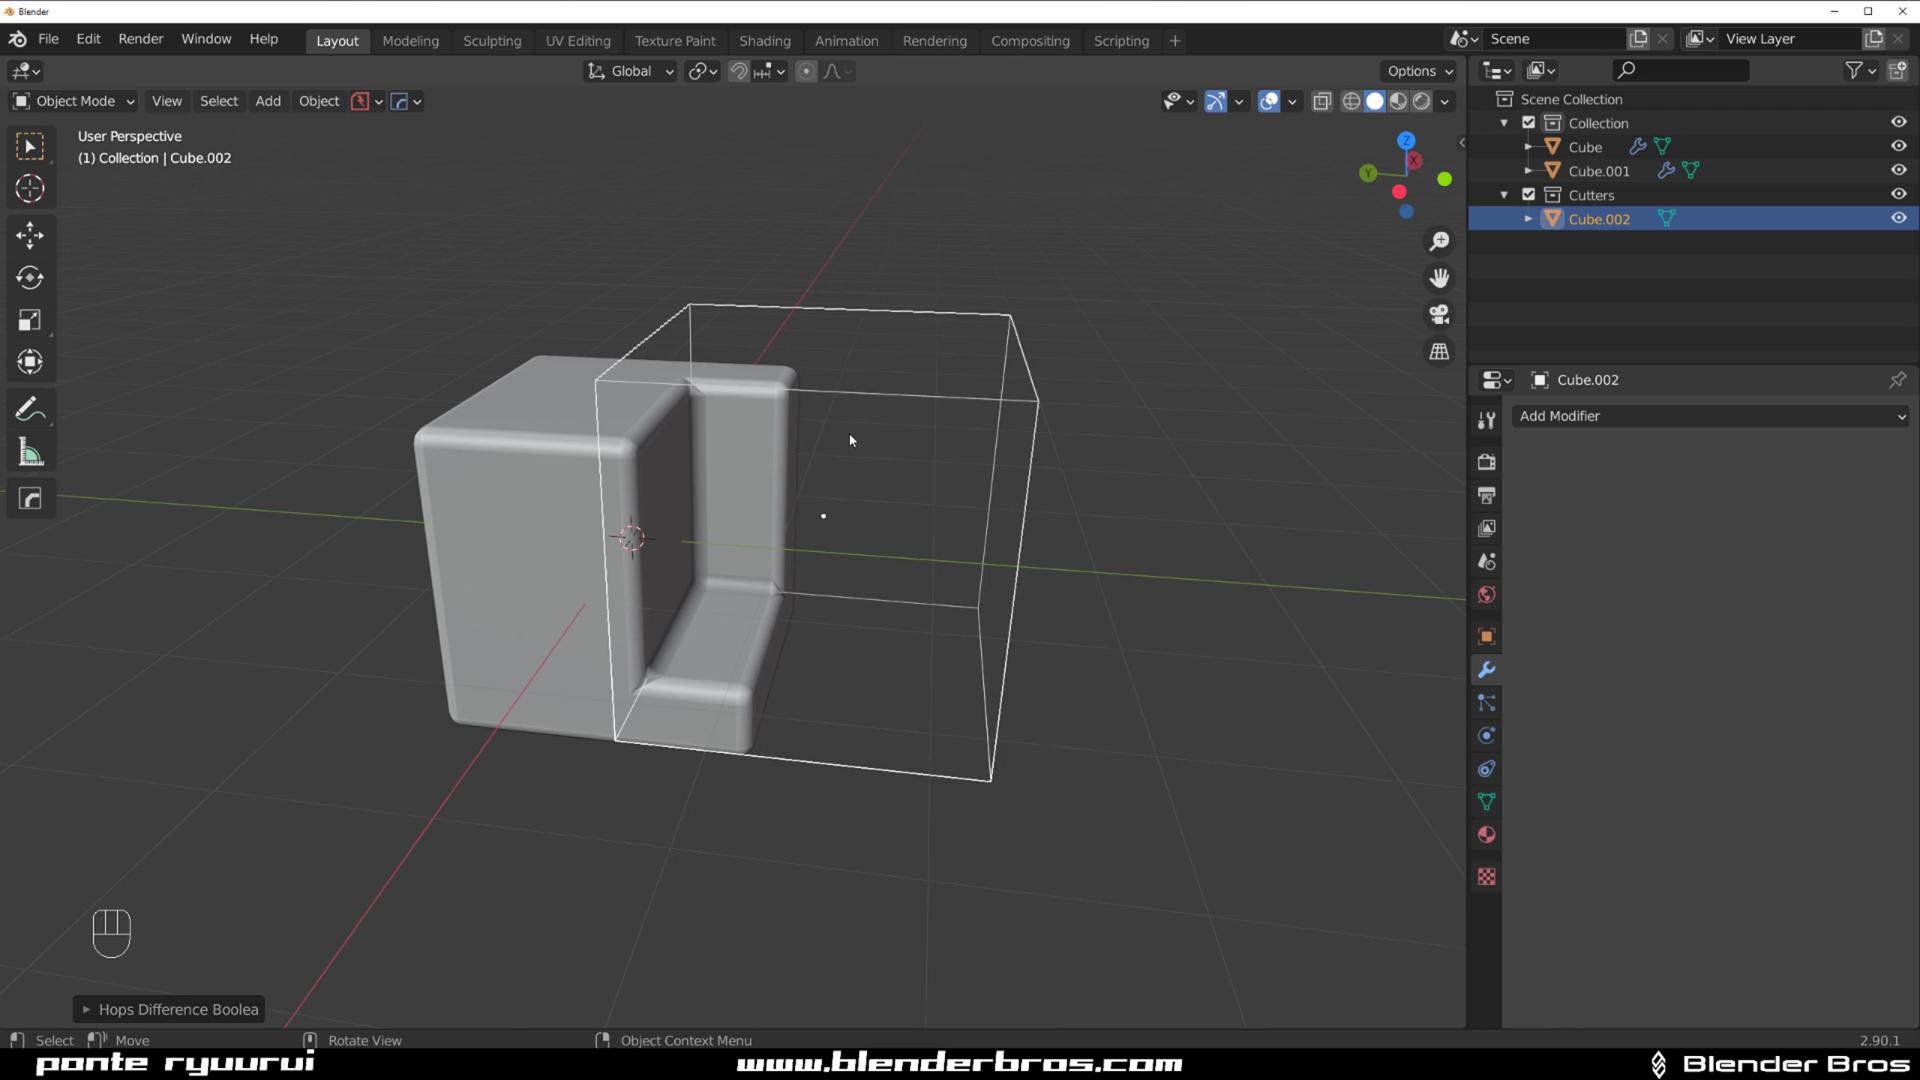 Blender
File Edit Render Window Help
Layout Modeling Sculpting UV Editing Texture Paint Shading Animation Rendering Compositing Scripting +
Scene
View Layer
Global
Options
Object Mode View Select Add Object
User Perspective
(1) Collection | Cube.002
Z
X
Y
Scene Collection
Collection
Cube
Cube.001
Cutters
Cube.002
Cube.002
Add Modifier
Hops Difference Boolea
Select Move Rotate View Object Context Menu 2.90.1
ponte ryuurui www.blenderbros.com Blender Bros